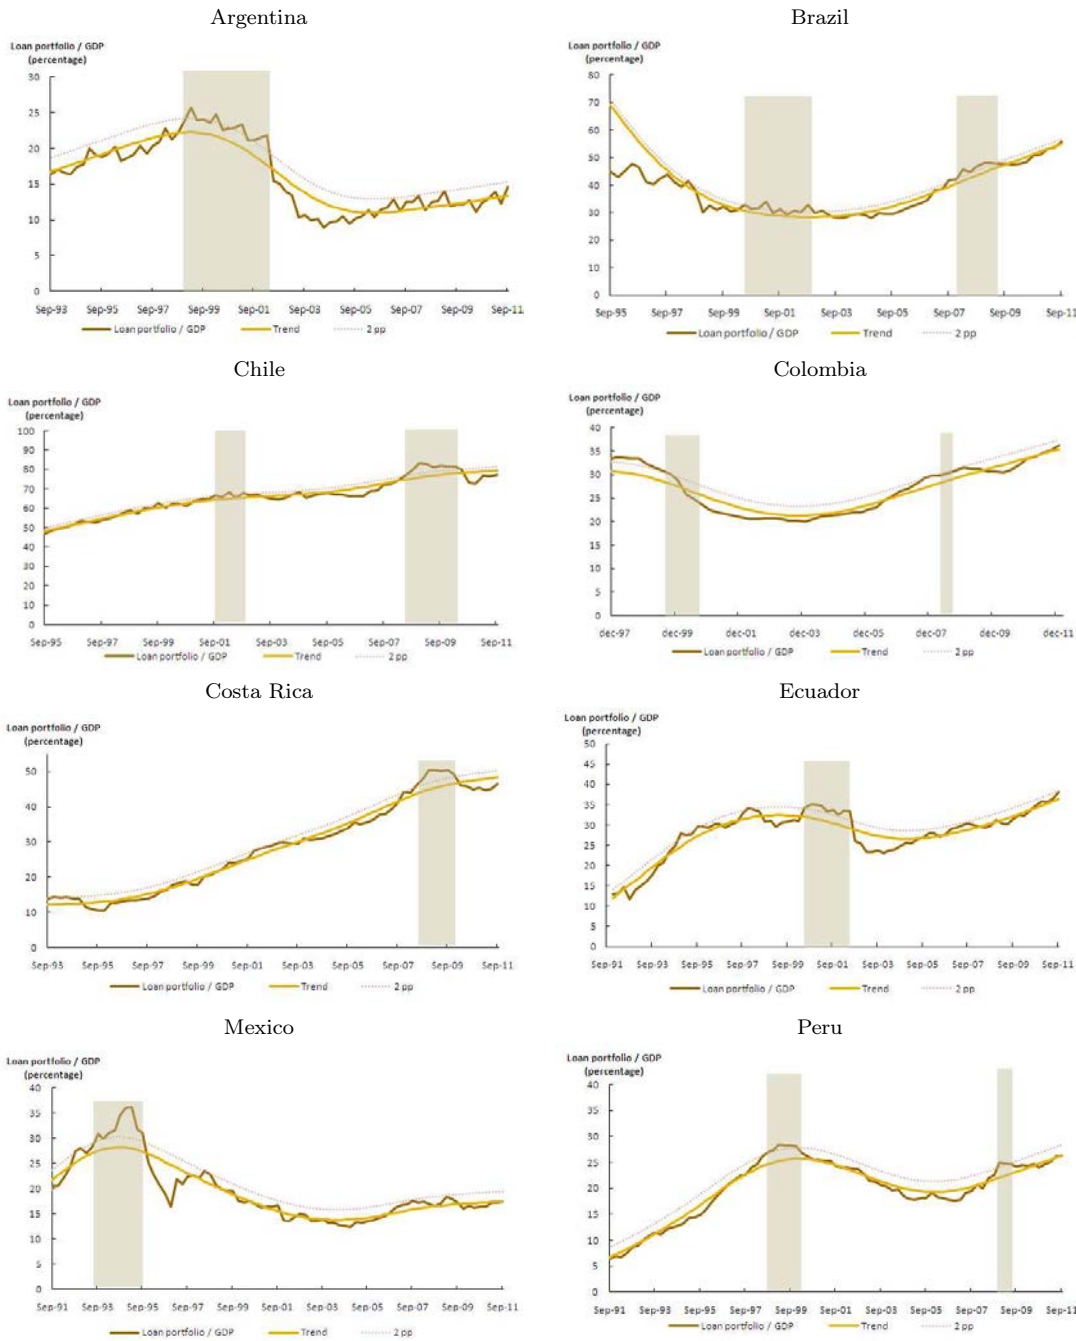 Argentina
Loan portfolio / GDP
(percentage)
30
25
20
15
10
5
0
Sep-93 Sep-95 Sep-97 Sep-99 Sep-01 Sep-03 Sep-05 Sep-07 Sep-09 Sep-11
Loan portfolio / GDP Trend 2 pp
Brazil
Loan portfolio / GDP
(percentage)
80
70
60
50
40
30
20
10
0
Sep-95 Sep-97 Sep-99 Sep-01 Sep-03 Sep-05 Sep-07 Sep-09 Sep-11
Loan portfolio / GDP Trend 2 pp
Chile
Loan portfolio / GDP
(percentage)
100
90
80
70
60
50
40
30
20
10
0
Sep-95 Sep-97 Sep-99 Sep-01 Sep-03 Sep-05 Sep-07 Sep-09 Sep-11
Loan portfolio / GDP Trend 2 pp
Colombia
Loan portfolio / GDP
(percentage)
40
35
30
25
20
15
10
5
0
dec-97 dec-99 dec-01 dec-03 dec-05 dec-07 dec-09 dec-11
Loan portfolio / GDP Trend 2 pp
Costa Rica
Loan portfolio / GDP
(percentage)
50
40
30
20
10
0
Sep-93 Sep-95 Sep-97 Sep-99 Sep-01 Sep-03 Sep-05 Sep-07 Sep-09 Sep-11
Loan portfolio / GDP Trend 2 pp
Ecuador
Loan portfolio / GDP
(percentage)
50
45
40
35
30
25
20
15
10
5
0
Sep-91 Sep-93 Sep-95 Sep-97 Sep-99 Sep-01 Sep-03 Sep-05 Sep-07 Sep-09 Sep-11
Loan portfolio / GDP Trend 2 pp
Mexico
Loan portfolio / GDP
(percentage)
40
35
30
25
20
15
10
5
0
Sep-91 Sep-93 Sep-95 Sep-97 Sep-99 Sep-01 Sep-03 Sep-05 Sep-07 Sep-09 Sep-11
Loan portfolio / GDP Trend 2 pp
Peru
Loan portfolio / GDP
(percentage)
40
35
30
25
20
15
10
5
0
Sep-91 Sep-93 Sep-95 Sep-97 Sep-99 Sep-01 Sep-03 Sep-05 Sep-07 Sep-09 Sep-11
Loan portfolio / GDP Trend 2 pp